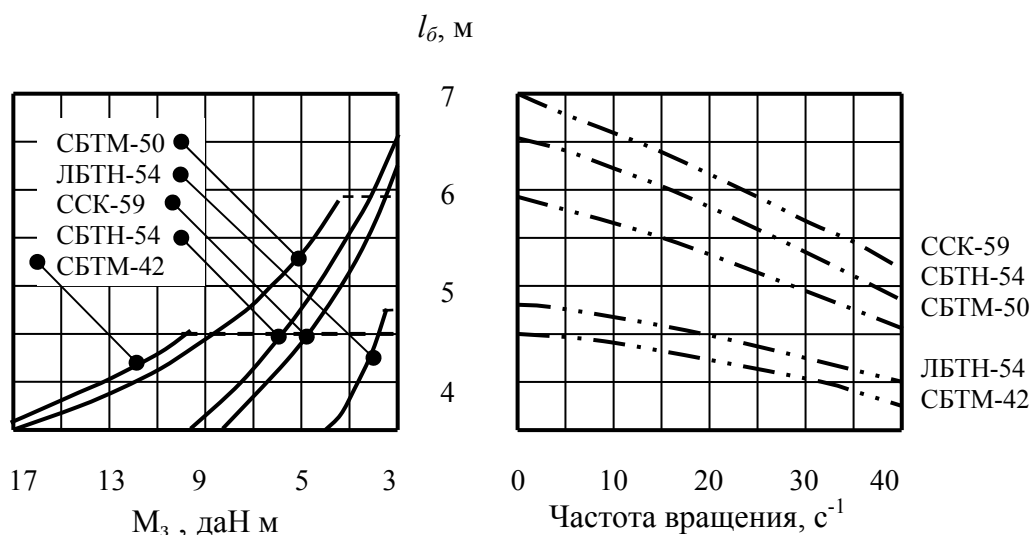 l_б, м
7
6
5
4
СБТМ-50
ЛБТН-54
ССК-59
СБТН-54
СБТМ-42
17 13 9 5 3
М_з , даН м
ССК-59
СБТН-54
СБТМ-50
ЛБТН-54
СБТМ-42
0 10 20 30 40
Частота вращения, с⁻¹